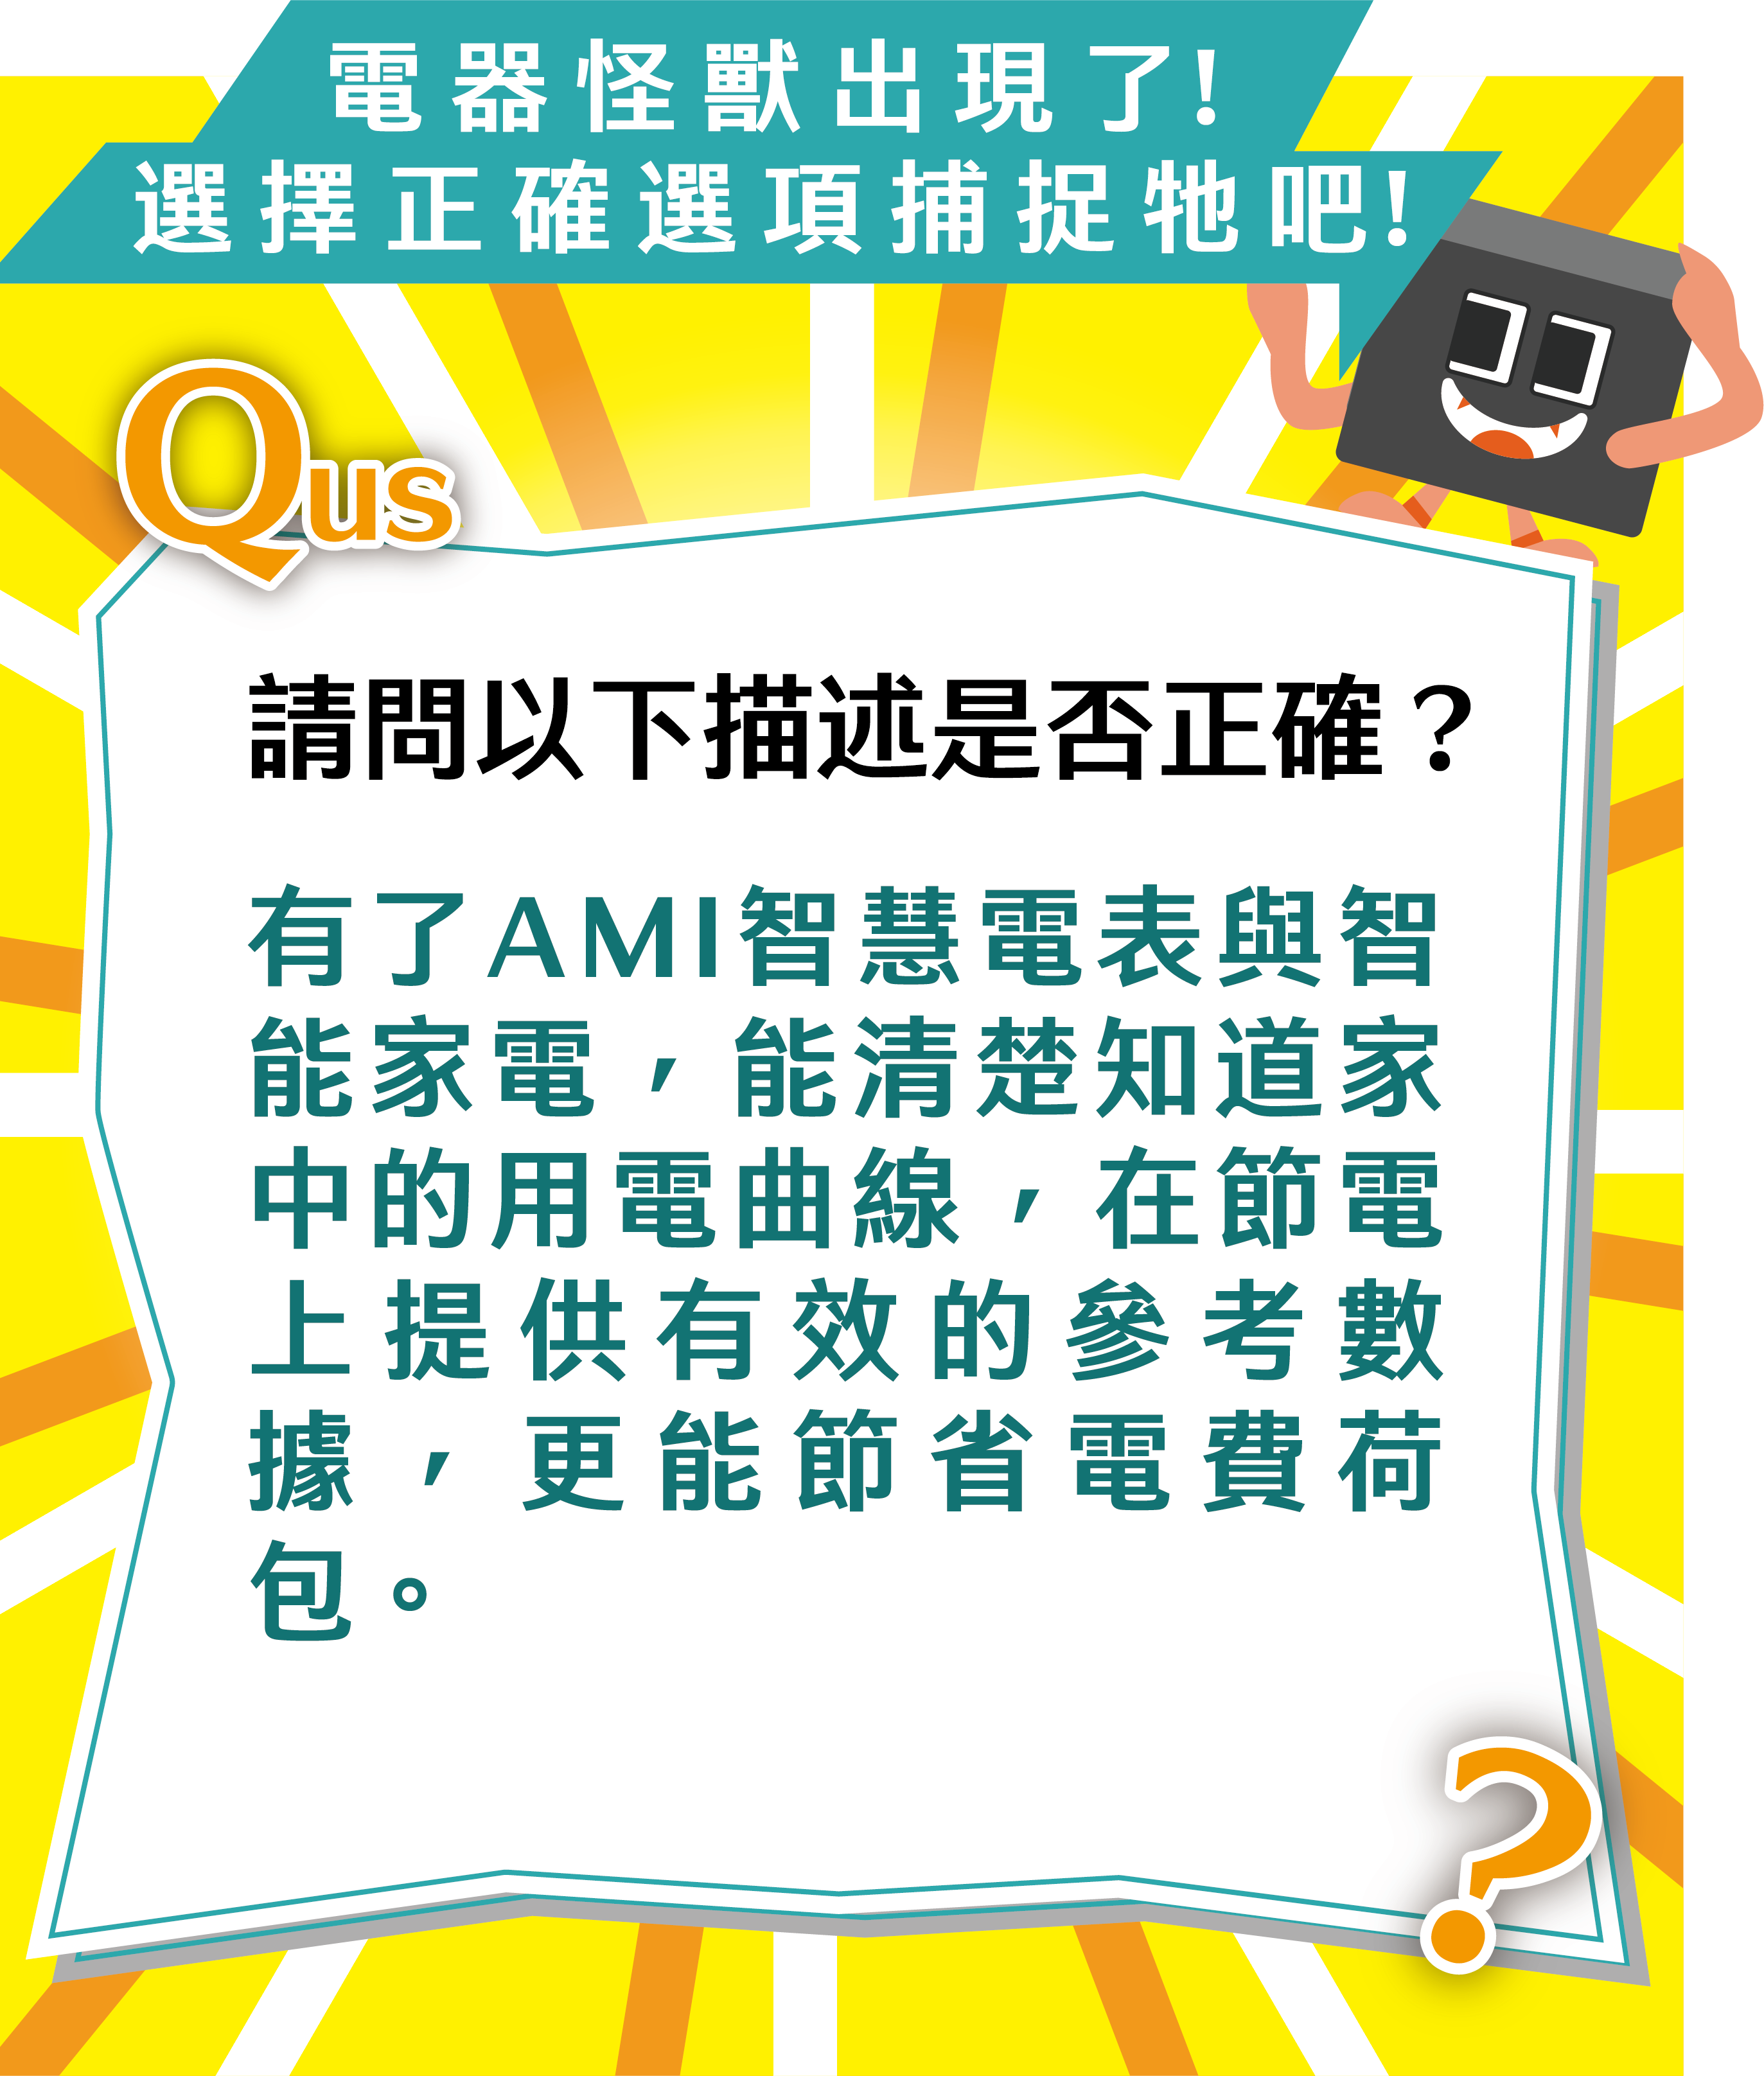 電器怪獸出現了!
選擇正確選項捕捉牠吧!
Qus
請問以下描述是否正確？
有了AMI智慧電表與智
能家電，能清楚知道家
中的用電曲線，在節電
上提供有效的參考數
據，更能節省電費荷
包。
?